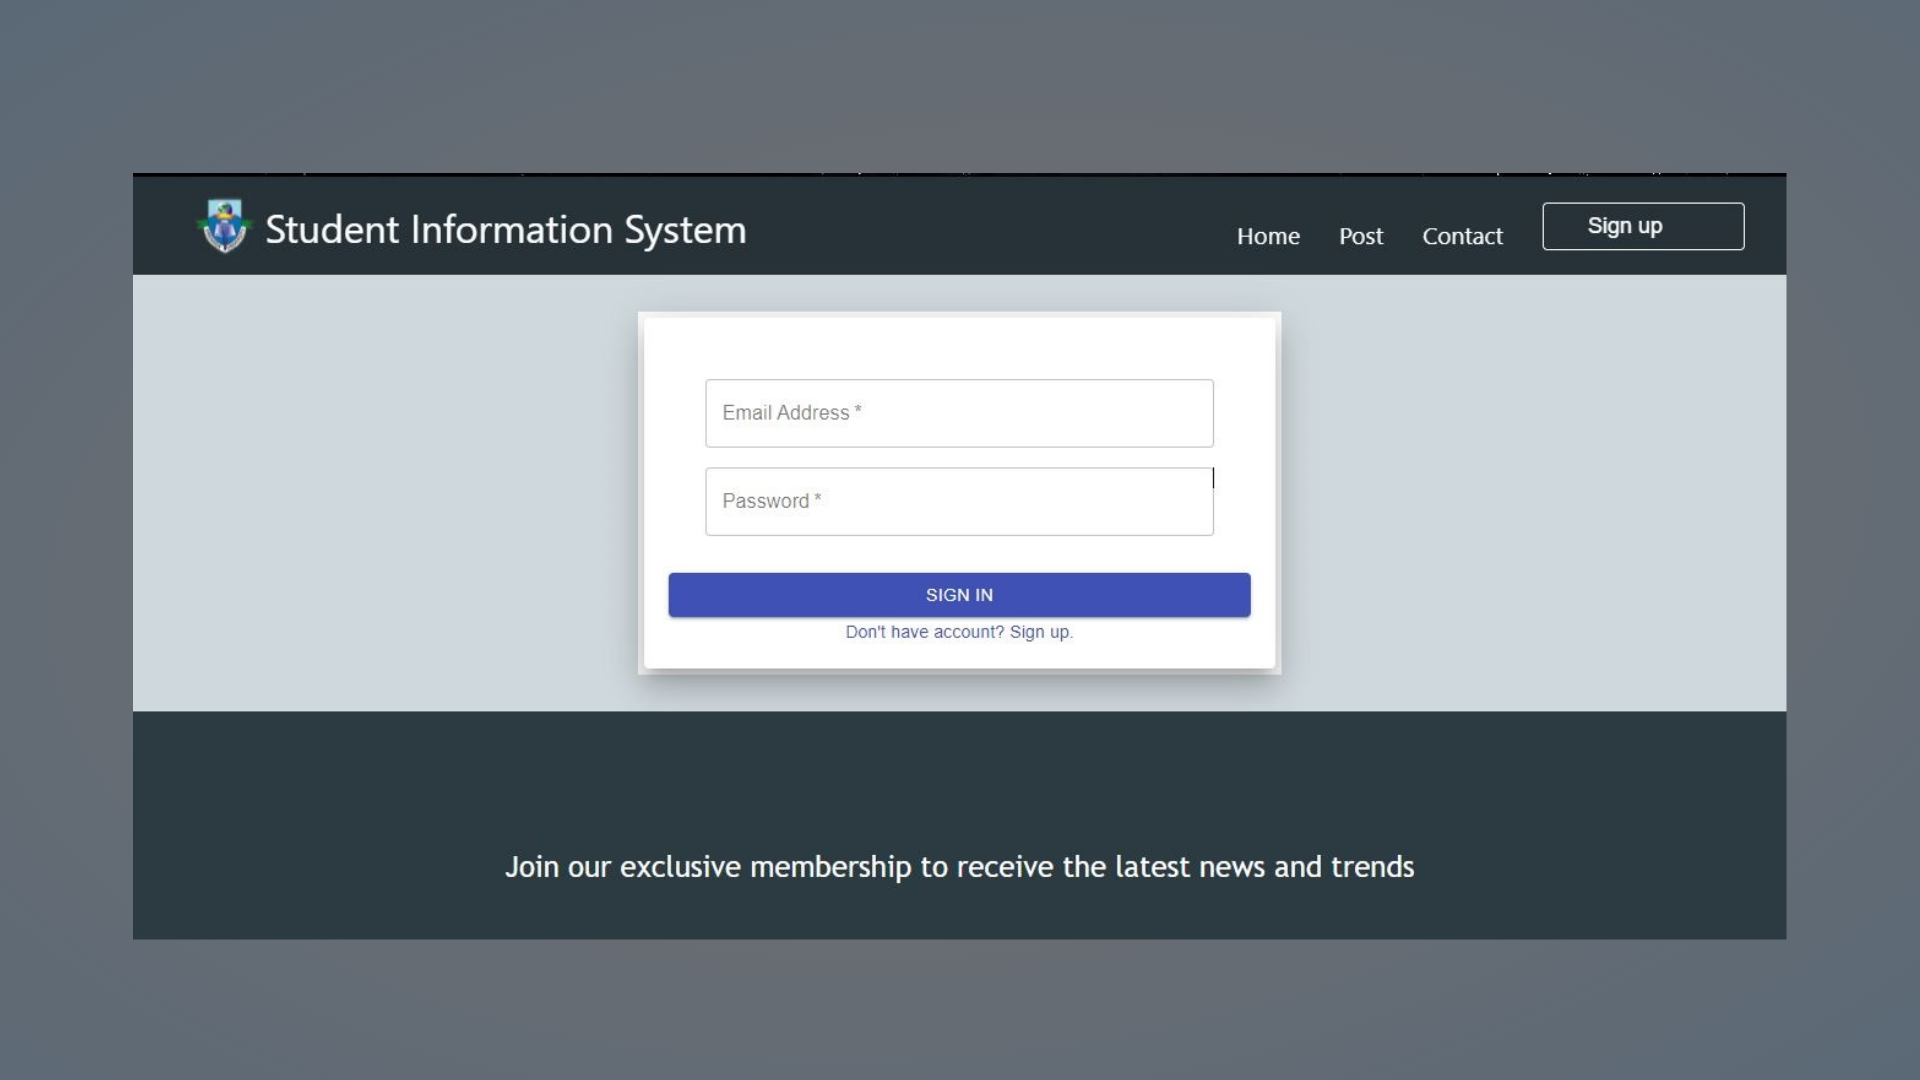 Student Information System
Home Post Contact Sign up
Email Address *
Password *
SIGN IN
Don't have account? Sign up.
Join our exclusive membership to receive the latest news and trends